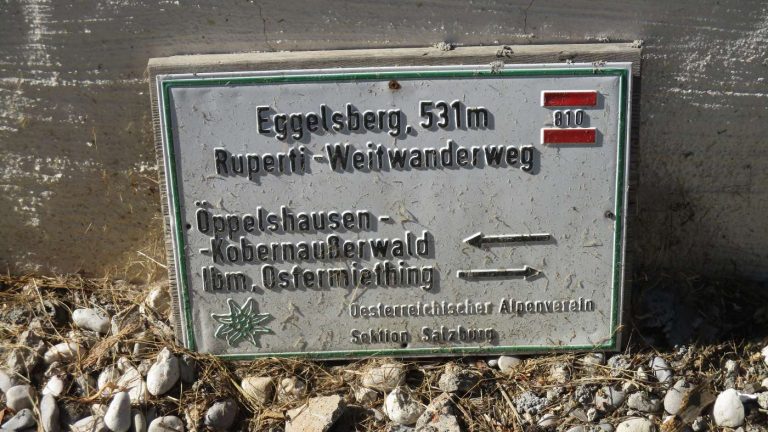 Eggelsberg, 531m
810
Ruperti-Weitwanderweg
Öppelshausen-
-Kobernaußerwald
Ibm, Ostermiething
Oesterreichischer Alpenverein
Sektion Salzburg